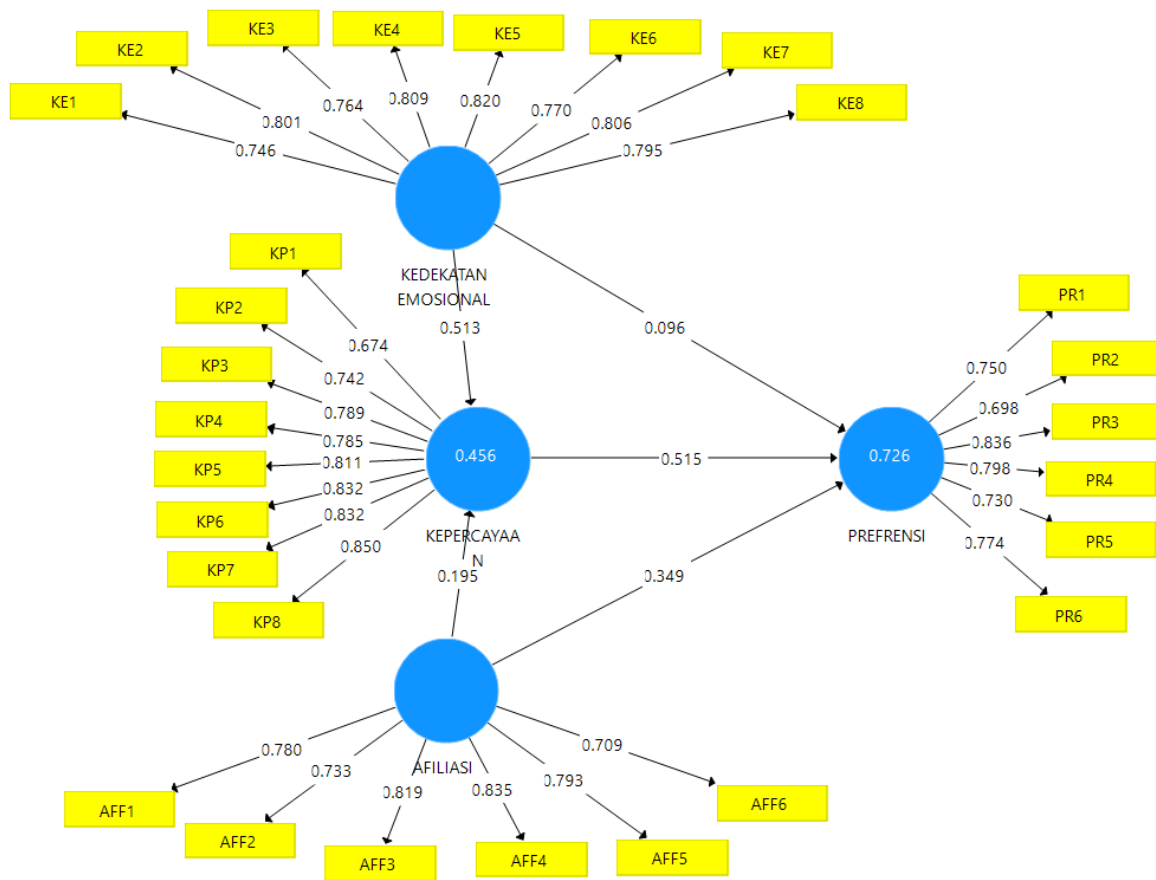 KE1
KE2
KE3
KE4
KE5
KE6
KE7
KE8
0.746
0.801
0.764
0.809
0.820
0.770
0.806
0.795
KEDEKATAN
EMOSIONAL
0.513
0.096
KP1
KP2
KP3
KP4
KP5
KP6
KP7
KP8
0.674
0.742
0.789
0.785
0.811
0.832
0.832
0.850
0.456
KEPERCAYAA
N
0.195
0.515
0.349
0.726
PREFRENSI
0.750
0.698
0.836
0.798
0.730
0.774
PR1
PR2
PR3
PR4
PR5
PR6
AFILIASI
0.780
0.733
0.819
0.835
0.793
0.709
AFF1
AFF2
AFF3
AFF4
AFF5
AFF6